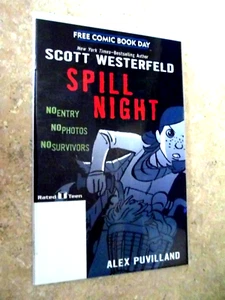 FREE COMIC BOOK DAY
New York Times–Bestselling Author
SCOTT WESTERFELD
SPILL
NIGHT
NO ENTRY
NO PHOTOS
NO SURVIVORS
Rated T Teen
ALEX PUVILLAND